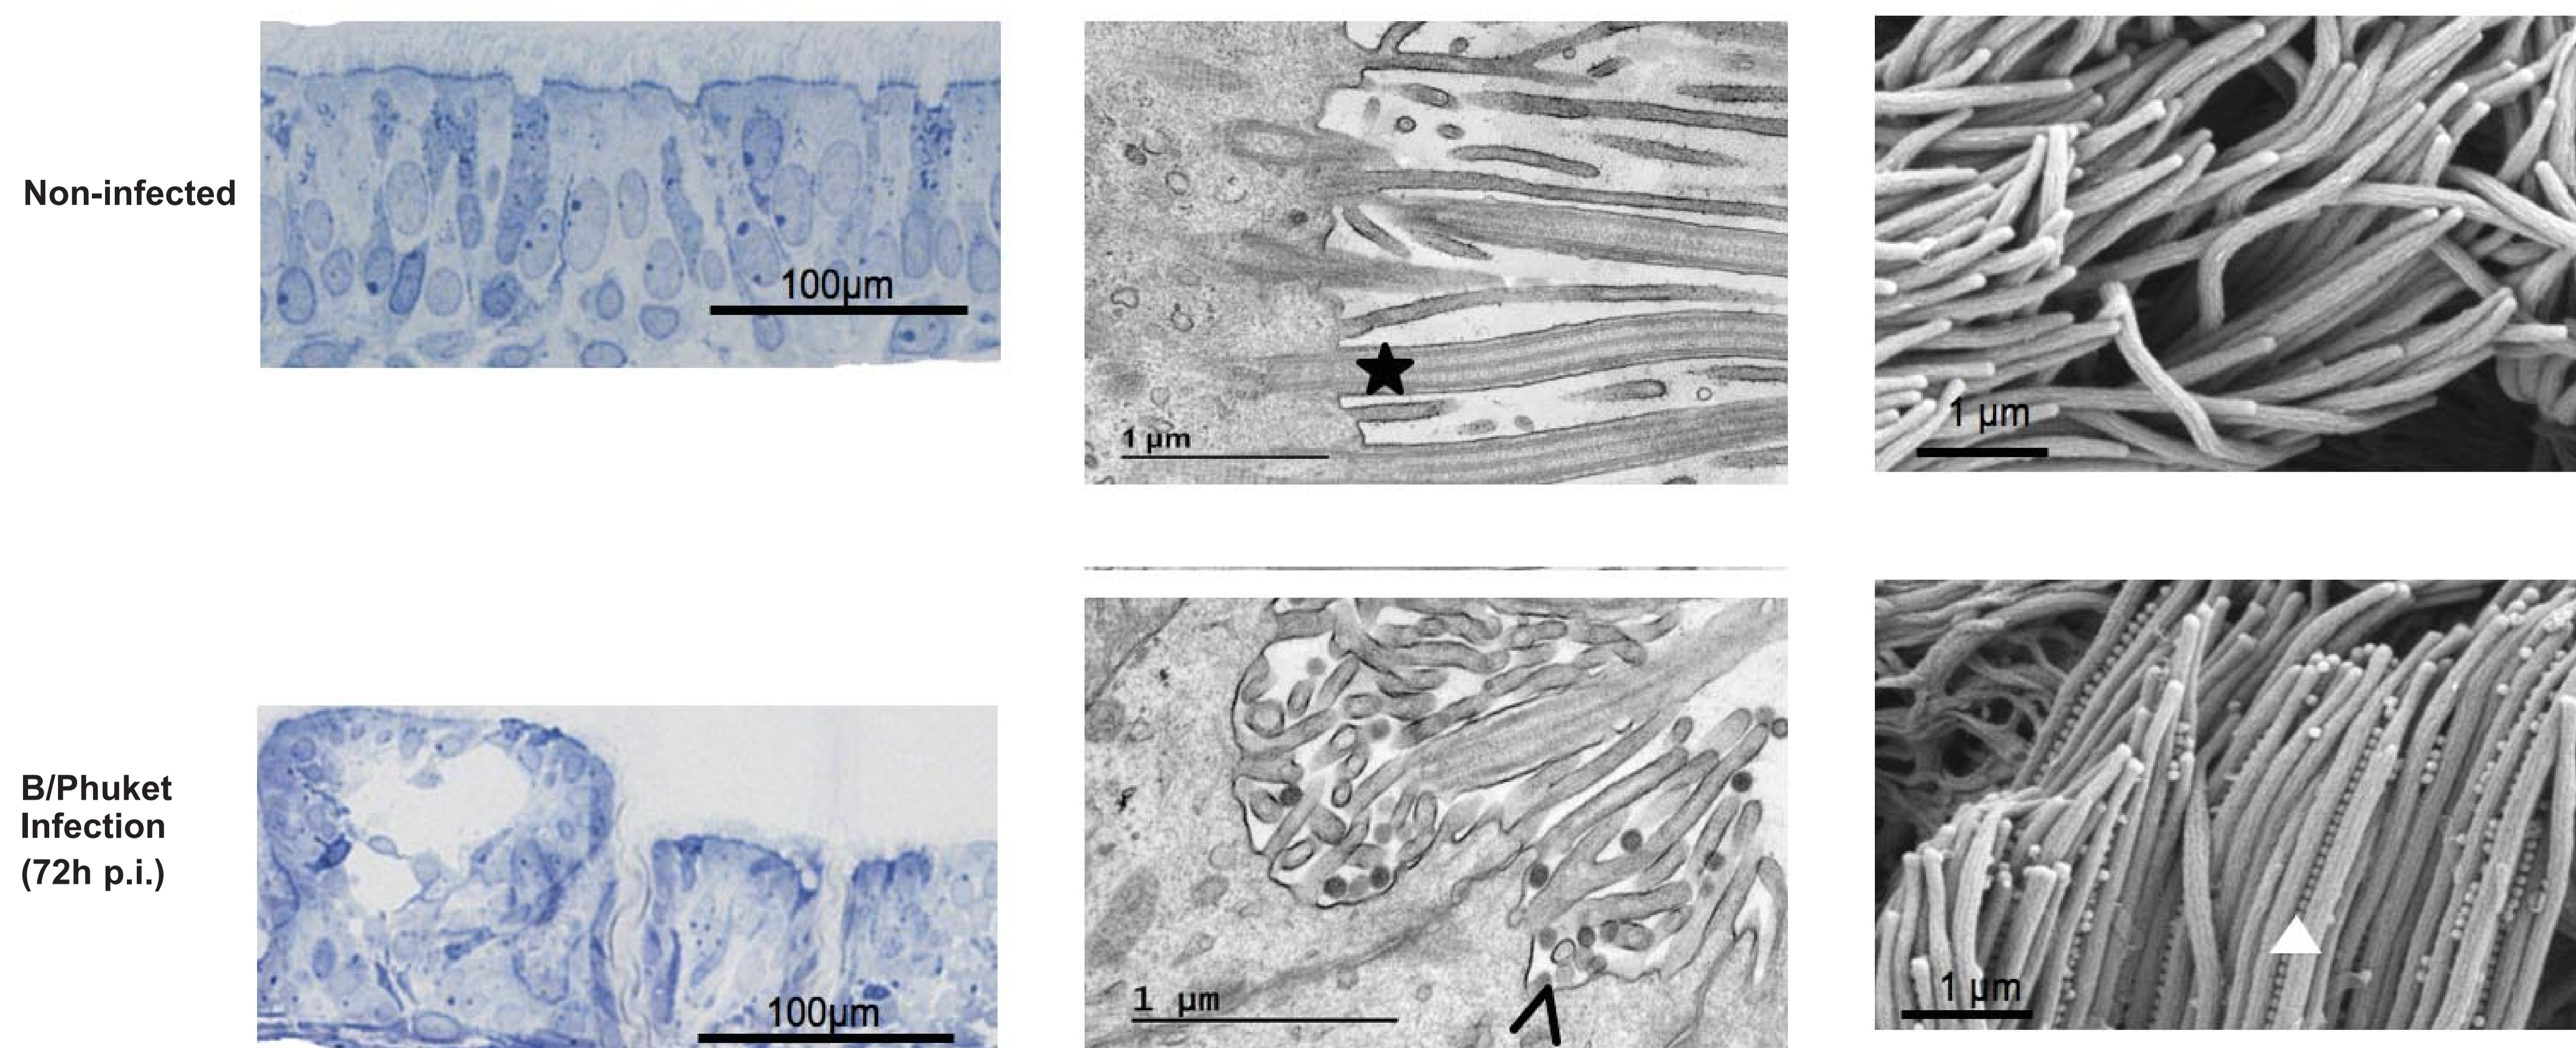 Non-infected
100µm
1 µm
1 µm
B/Phuket
Infection
(72h p.i.)
100µm
1 µm
1 µm